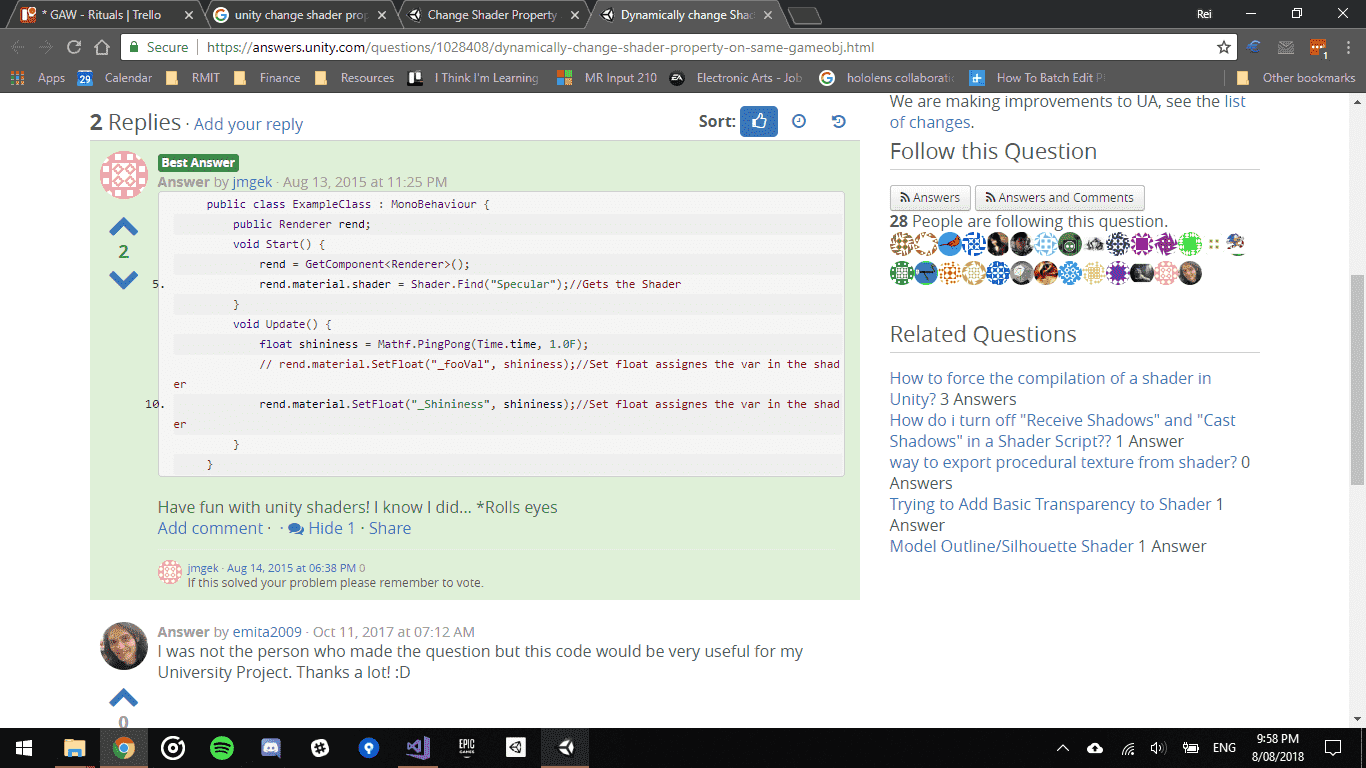 * GAW - Rituals | Trello
unity change shader prop
Change Shader Property
Dynamically change Shad
Rei
Secure
https://answers.unity.com/questions/1028408/dynamically-change-shader-property-on-same-gameobj.html
Apps
29
Calendar
RMIT
Finance
Resources
I Think I'm Learning
MR Input 210
EA
Electronic Arts - Job
hololens collaborati
How To Batch Edit P
Other bookmarks
2 Replies · Add your reply
Sort:
Best Answer
Answer by jmgek · Aug 13, 2015 at 11:25 PM
2
public class ExampleClass : MonoBehaviour {
public Renderer rend;
void Start() {
rend = GetComponent<Renderer>();
5. rend.material.shader = Shader.Find("Specular");//Gets the Shader
}
void Update() {
float shininess = Mathf.PingPong(Time.time, 1.0F);
// rend.material.SetFloat("_fooVal", shininess);//Set float assignes the var in the shad
er
10. rend.material.SetFloat("_Shininess", shininess);//Set float assignes the var in the shad
er
}
}
Have fun with unity shaders! I know I did... *Rolls eyes
Add comment · · Hide 1 · Share
jmgek · Aug 14, 2015 at 06:38 PM 0
If this solved your problem please remember to vote.
Answer by emita2009 · Oct 11, 2017 at 07:12 AM
I was not the person who made the question but this code would be very useful for my
University Project. Thanks a lot! :D
0
We are making improvements to UA, see the list
of changes.
Follow this Question
Answers
Answers and Comments
28 People are following this question.
Related Questions
How to force the compilation of a shader in
Unity? 3 Answers
How do i turn off "Receive Shadows" and "Cast
Shadows" in a Shader Script?? 1 Answer
way to export procedural texture from shader? 0
Answers
Trying to Add Basic Transparency to Shader 1
Answer
Model Outline/Silhouette Shader 1 Answer
EPIC
GAMES
ENG
9:58 PM
8/08/2018